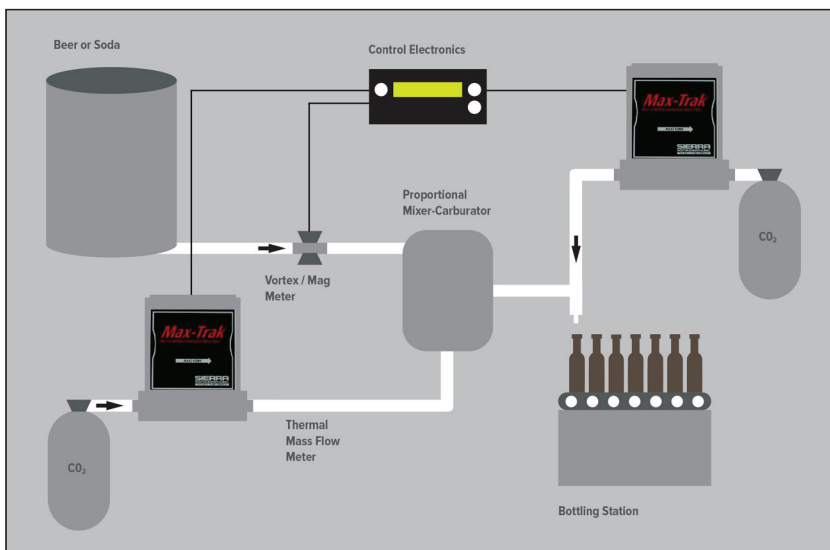 Beer or Soda
Control Electronics
Max-Trak
SIERRA
Proportional
Mixer-Carburator
CO₂
Vortex / Mag
Meter
Max-Trak
SIERRA
Thermal
Mass Flow
Meter
CO₂
Bottling Station